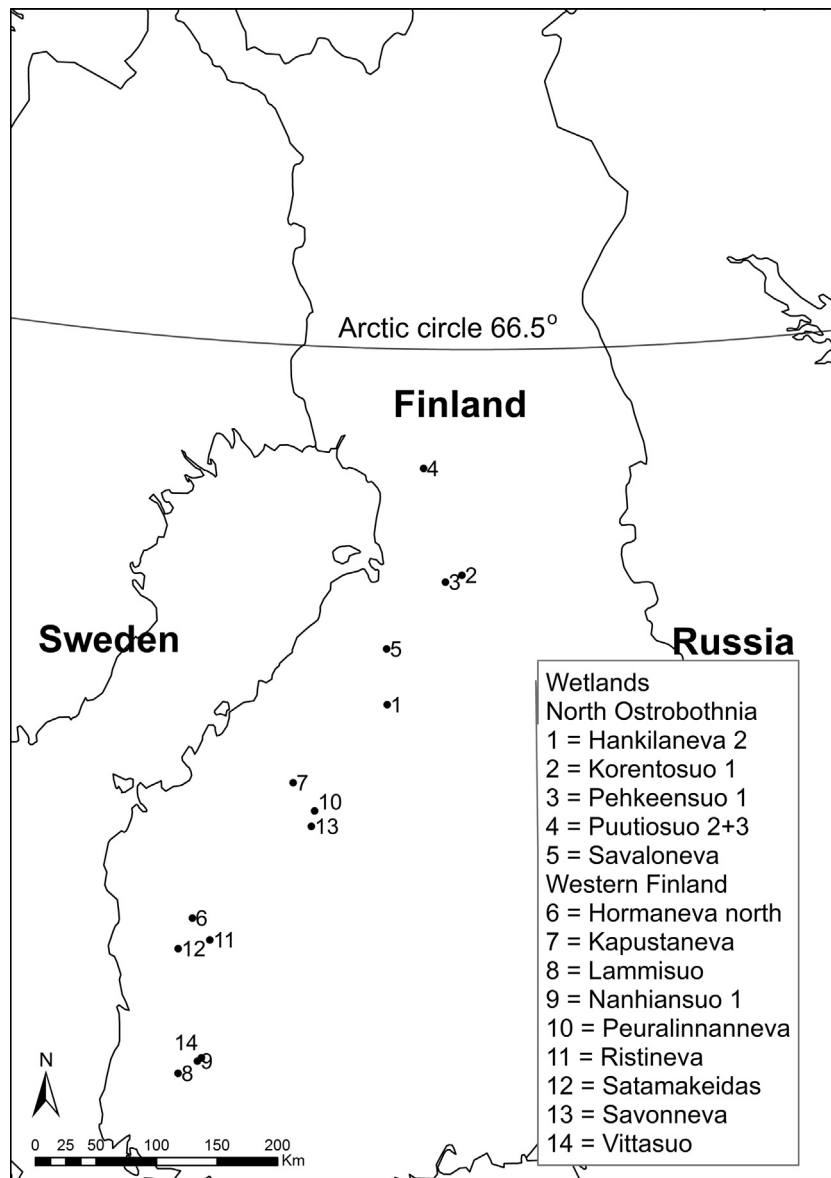 Arctic circle 66.5°
Finland
4
2
3
Sweden
Russia
5
1
7
10
13
6
11
12
14
9
8
Wetlands
North Ostrobothnia
1 = Hankilaneva 2
2 = Korentosuo 1
3 = Pehkeensuo 1
4 = Puutiosuo 2+3
5 = Savaloneva
Western Finland
6 = Hormaneva north
7 = Kapustaneva
8 = Lammisuo
9 = Nanhiansuo 1
10 = Peuralinnanneva
11 = Ristineva
12 = Satamakeidas
13 = Savonneva
14 = Vittasuo
N
0 25 50 100 150 200
Km